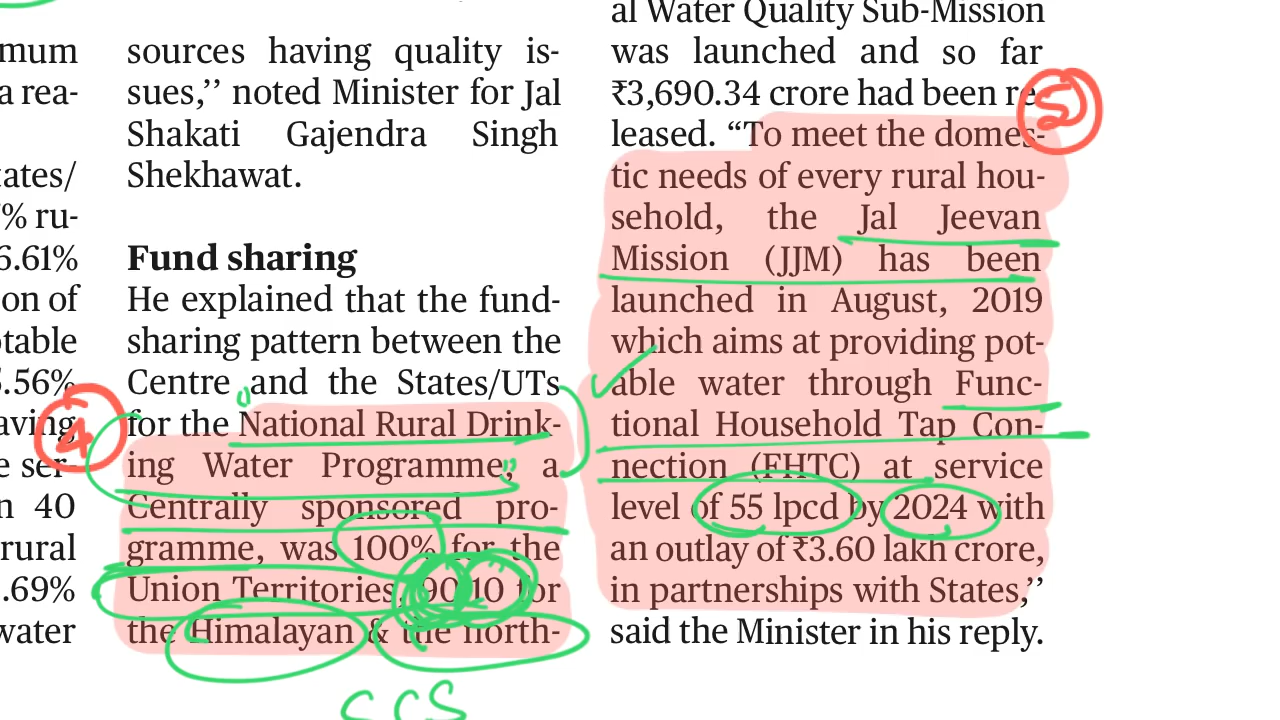 mum
a rea-
tates/
% ru-
6.61%
on of
otable
.56%
aving
e ser-
n 40
rural
.69%
water
sources having quality is-
sues,’’ noted Minister for Jal
Shakati Gajendra Singh
Shekhawat.
Fund sharing
He explained that the fund-
sharing pattern between the
Centre and the States/UTs
for the National Rural Drink-
ing Water Programme, a
Centrally sponsored pro-
gramme, was 100% for the
Union Territories, 90:10 for
the Himalayan & the north-
4
SCS
al Water Quality Sub-Mission
was launched and so far
₹3,690.34 crore had been re-
leased. “To meet the domes-
tic needs of every rural hou-
sehold, the Jal Jeevan
Mission (JJM) has been
launched in August, 2019
which aims at providing pot-
able water through Func-
tional Household Tap Con-
nection (FHTC) at service
level of 55 lpcd by 2024 with
an outlay of ₹3.60 lakh crore,
in partnerships with States,’’
said the Minister in his reply.
5